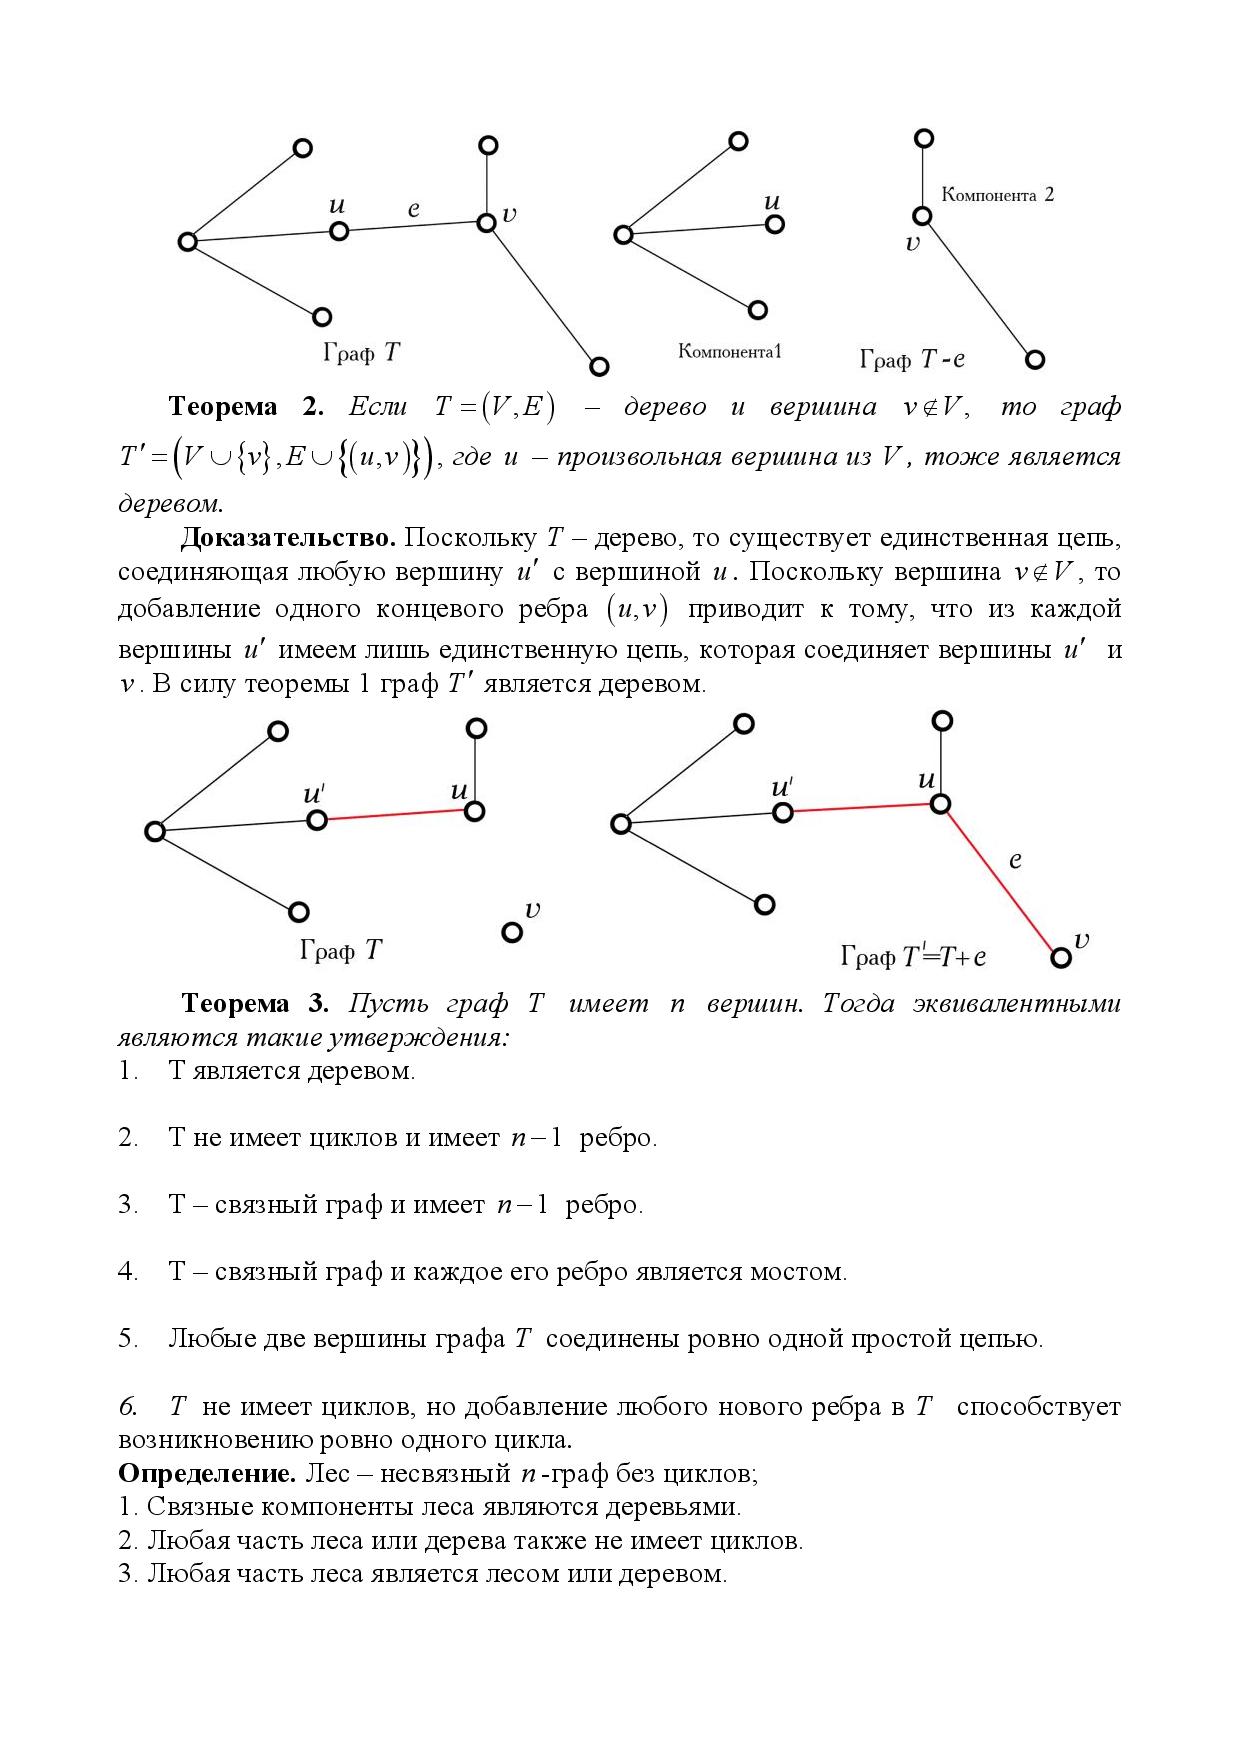 u e v
Граф T
u
Компонента1
Компонента 2
v
Граф T-e
Теорема 2. Если T=(V,E) – дерево и вершина v∉V, то граф
T′=(V∪{v},E∪{(u,v)}), где u – произвольная вершина из V, тоже является
деревом.
Доказательство. Поскольку T – дерево, то существует единственная цепь,
соединяющая любую вершину u′ с вершиной u. Поскольку вершина v∉V, то
добавление одного концевого ребра (u,v) приводит к тому, что из каждой
вершины u′ имеем лишь единственную цепь, которая соединяет вершины u′ и
v. В силу теоремы 1 граф T′ является деревом.
u′ u
v
Граф T
u′ u
e
v
Граф T′=T+e
Теорема 3. Пусть граф T имеет n вершин. Тогда эквивалентными
являются такие утверждения:
1. T является деревом.
2. T не имеет циклов и имеет n−1 ребро.
3. T – связный граф и имеет n−1 ребро.
4. T – связный граф и каждое его ребро является мостом.
5. Любые две вершины графа T соединены ровно одной простой цепью.
6. T не имеет циклов, но добавление любого нового ребра в T способствует
возникновению ровно одного цикла.
Определение. Лес – несвязный n-граф без циклов;
1. Связные компоненты леса являются деревьями.
2. Любая часть леса или дерева также не имеет циклов.
3. Любая часть леса является лесом или деревом.